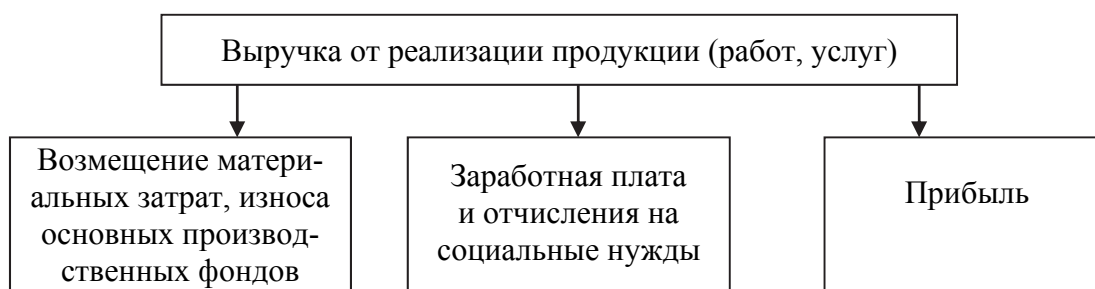 Выручка от реализации продукции (работ, услуг)
Возмещение матери-
альных затрат, износа
основных производ-
ственных фондов
Заработная плата
и отчисления на
социальные нужды
Прибыль